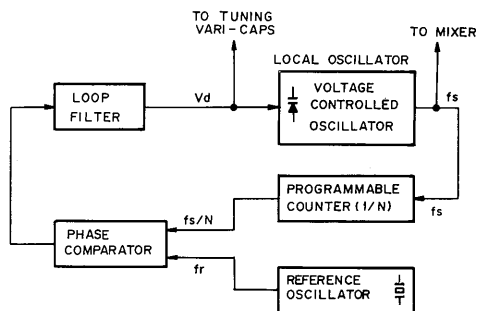 TO TUNING
VARI-CAPS
TO MIXER
LOCAL OSCILLATOR
LOOP
FILTER
Vd
VOLTAGE
CONTROLLED
OSCILLATOR
fs
PROGRAMMABLE
COUNTER (1/N)
fs
fs/N
PHASE
COMPARATOR
fr
REFERENCE
OSCILLATOR